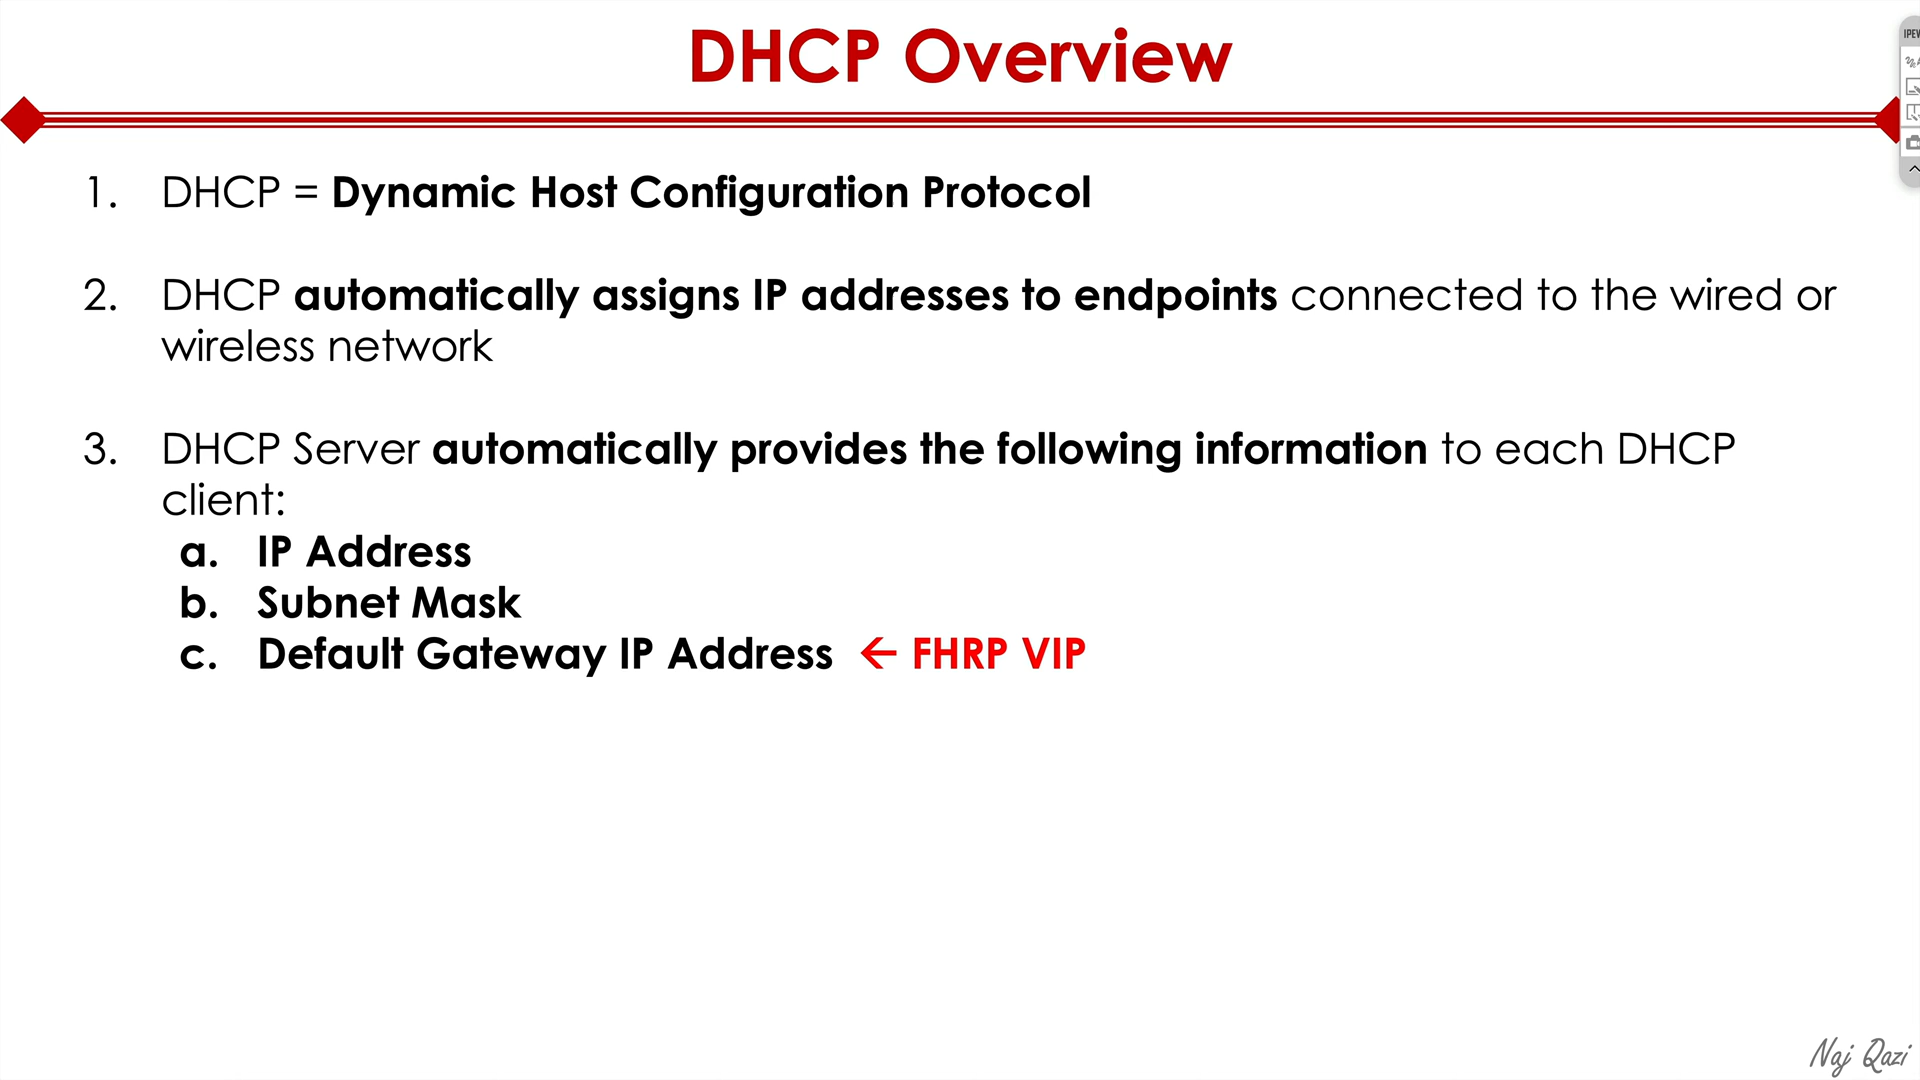 DHCP Overview
1. DHCP = Dynamic Host Configuration Protocol
2. DHCP automatically assigns IP addresses to endpoints connected to the wired or
wireless network
3. DHCP Server automatically provides the following information to each DHCP
client:
a. IP Address
b. Subnet Mask
c. Default Gateway IP Address ← FHRP VIP
Naj Qazi